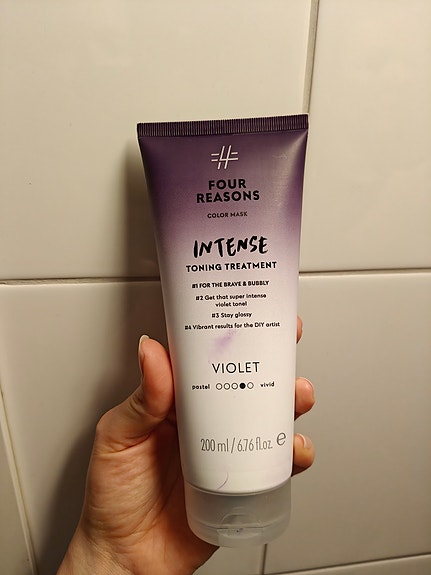 FOUR
REASONS
COLOR MASK
INTENSE
TONING TREATMENT
#1 FOR THE BRAVE & BUBBLY
#2 Get that super intense
violet tone!
#3 Stay glossy
#4 Vibrant results for the DIY artist
VIOLET
pastel vivid
200 ml / 6.76 fl.oz. ℮